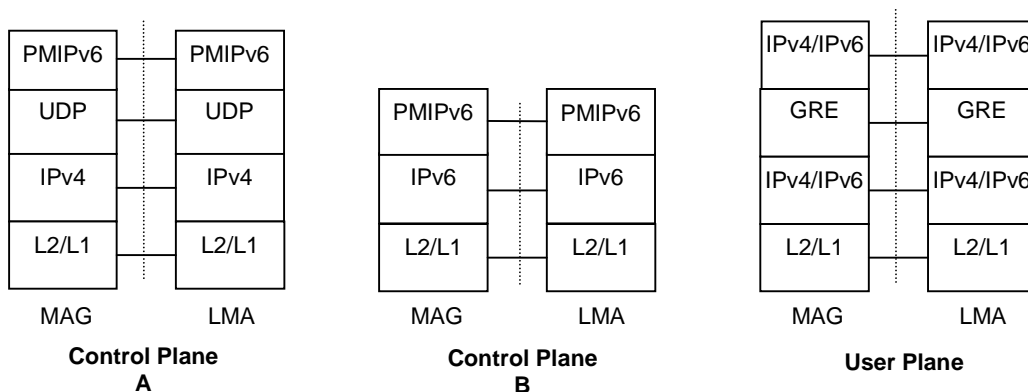 PMIPv6 PMIPv6
UDP UDP
IPv4 IPv4
L2/L1 L2/L1
MAG LMA
Control Plane
A
PMIPv6 PMIPv6
IPv6 IPv6
L2/L1 L2/L1
MAG LMA
Control Plane
B
IPv4/IPv6 IPv4/IPv6
GRE GRE
IPv4/IPv6 IPv4/IPv6
L2/L1 L2/L1
MAG LMA
User Plane